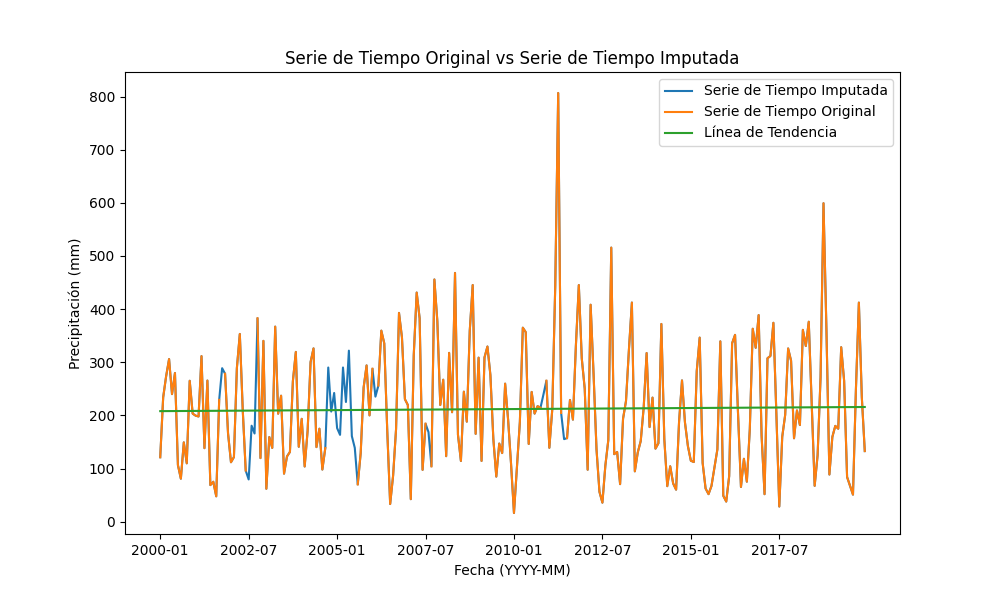 Serie de Tiempo Original vs Serie de Tiempo Imputada
Serie de Tiempo Imputada
Serie de Tiempo Original
Línea de Tendencia
Precipitación (mm)
800
700
600
500
400
300
200
100
0
2000-01 2002-07 2005-01 2007-07 2010-01 2012-07 2015-01 2017-07
Fecha (YYYY-MM)